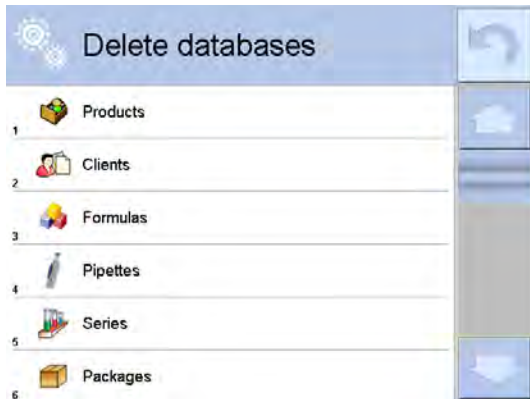 Delete databases
Products
1
Clients
2
Formulas
3
Pipettes
4
Series
5
Packages
6